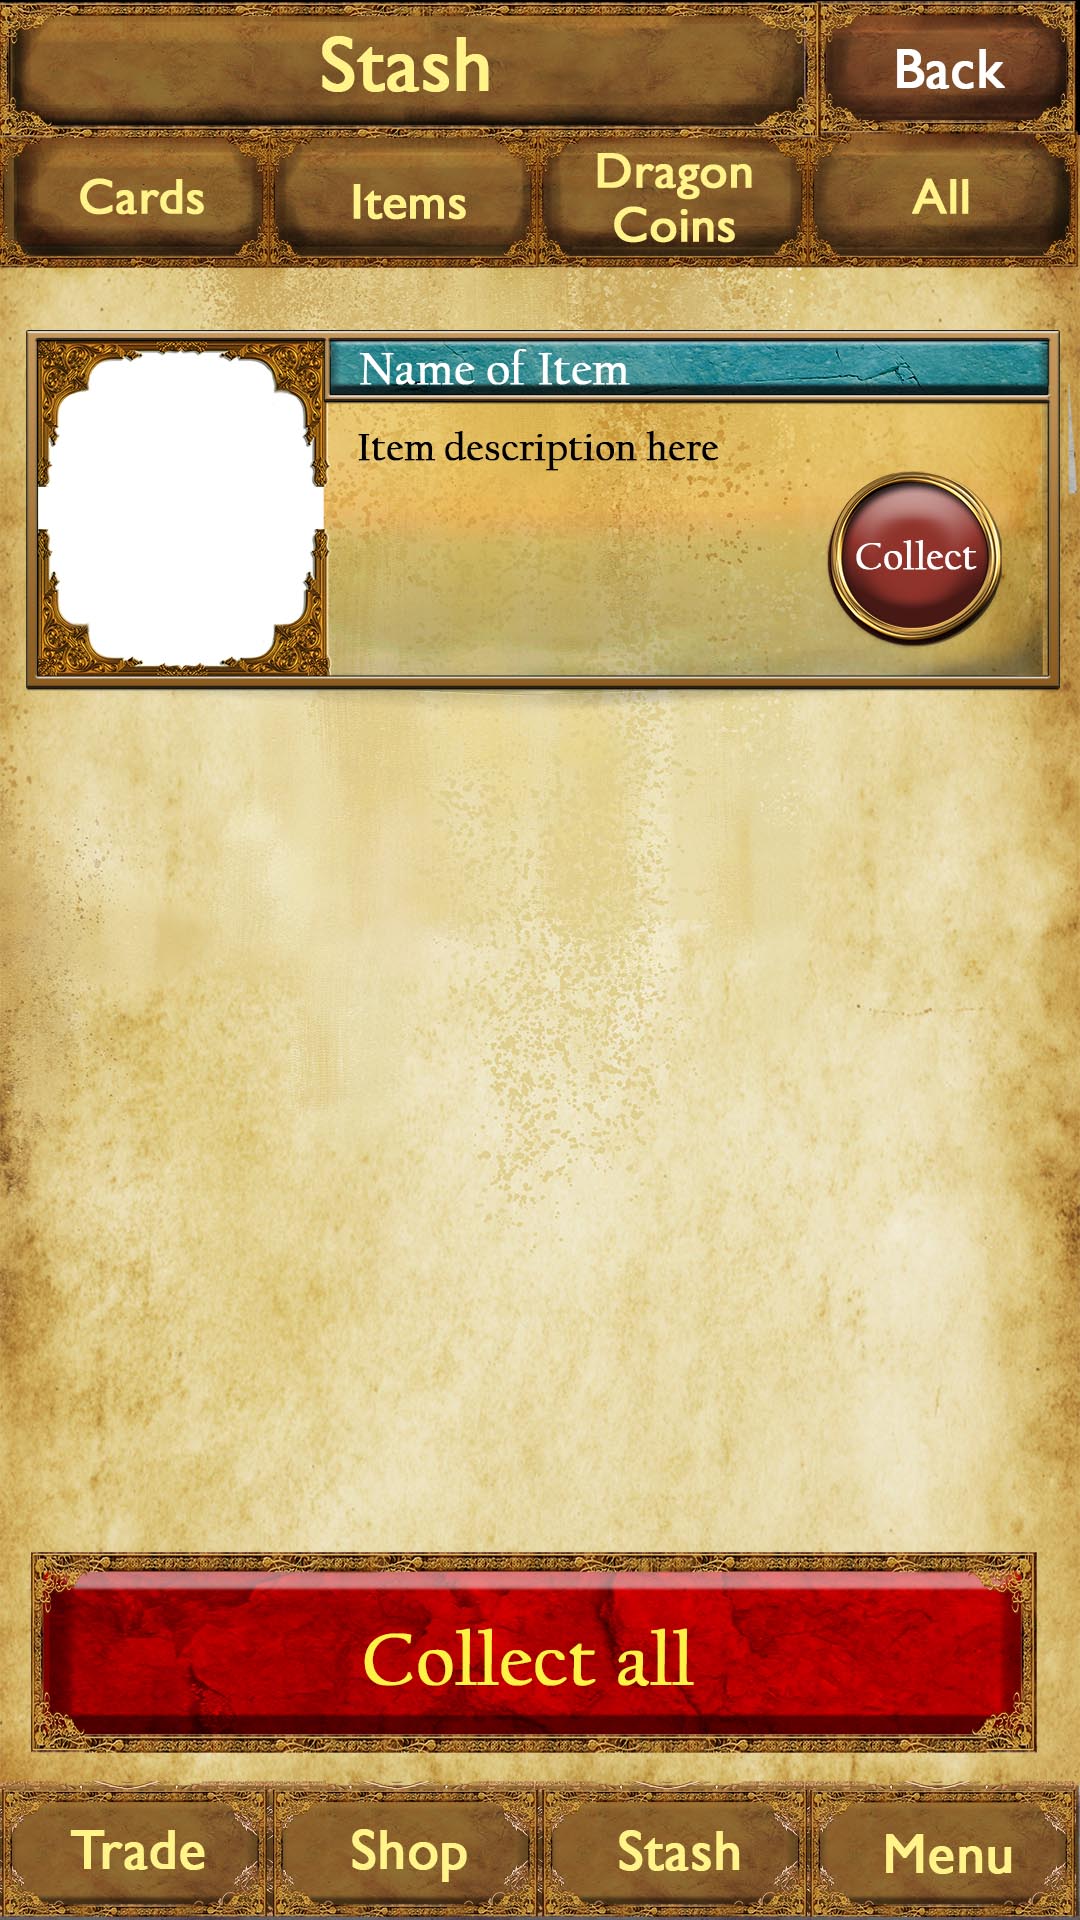 Stash
Back
Cards
Items
Dragon
Coins
All
Name of Item
Item description here
Collect
Collect all
Trade
Shop
Stash
Menu